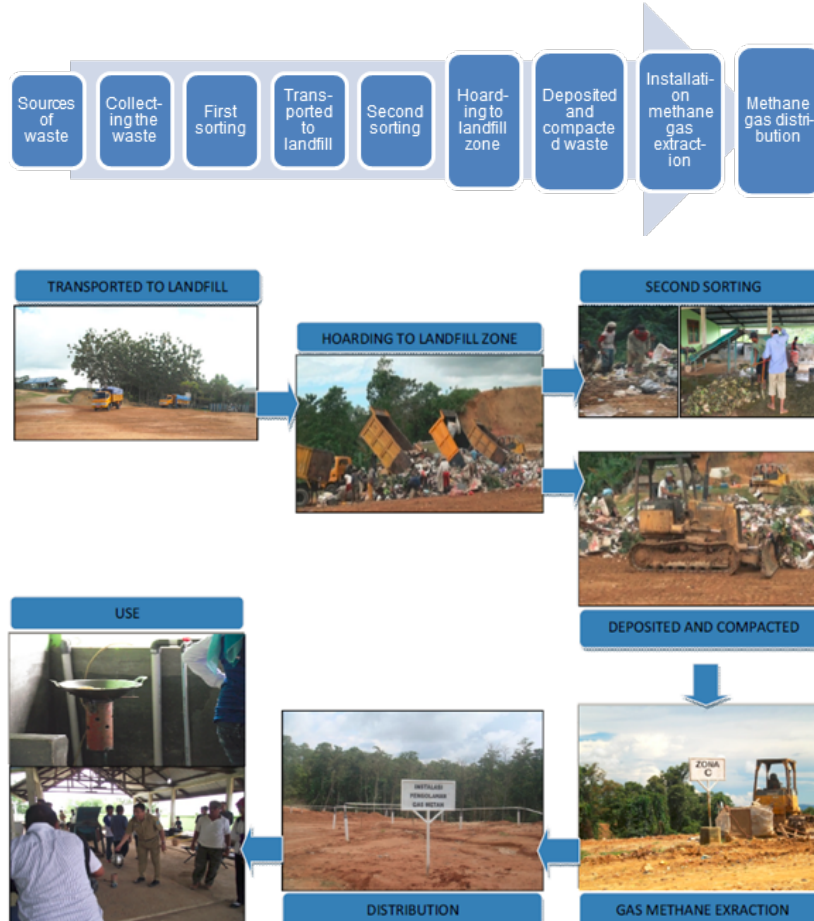 Sources
of
waste
Collect-
ing the
waste
First
sorting
Trans-
ported
to
landfill
Second
sorting
Hoard-
ing to
landfill
zone
Deposited
and
compacte
d waste
Installati-
on
methane
gas
extract-
ion
Methane
gas distri-
bution
TRANSPORTED TO LANDFILL
HOARDING TO LANDFILL ZONE
SECOND SORTING
DEPOSITED AND COMPACTED
USE
INSTALASI
PENGOLAHAN
GAS METAN
ZONA
C
DISTRIBUTION
GAS METHANE EXTRACTION